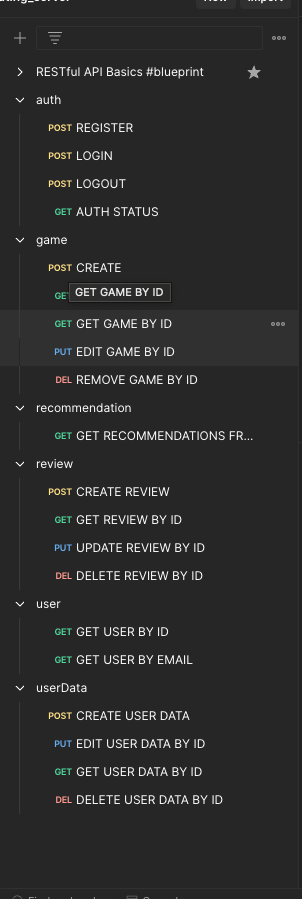 RESTful API Basics #blueprint
auth
POST REGISTER
POST LOGIN
POST LOGOUT
GET AUTH STATUS
game
POST CREATE
GET GAME BY ID
GET GAME BY ID
PUT EDIT GAME BY ID
DEL REMOVE GAME BY ID
recommendation
GET GET RECOMMENDATIONS FR...
review
POST CREATE REVIEW
GET GET REVIEW BY ID
PUT UPDATE REVIEW BY ID
DEL DELETE REVIEW BY ID
user
GET GET USER BY ID
GET GET USER BY EMAIL
userData
POST CREATE USER DATA
PUT EDIT USER DATA BY ID
GET GET USER DATA BY ID
DEL DELETE USER DATA BY ID